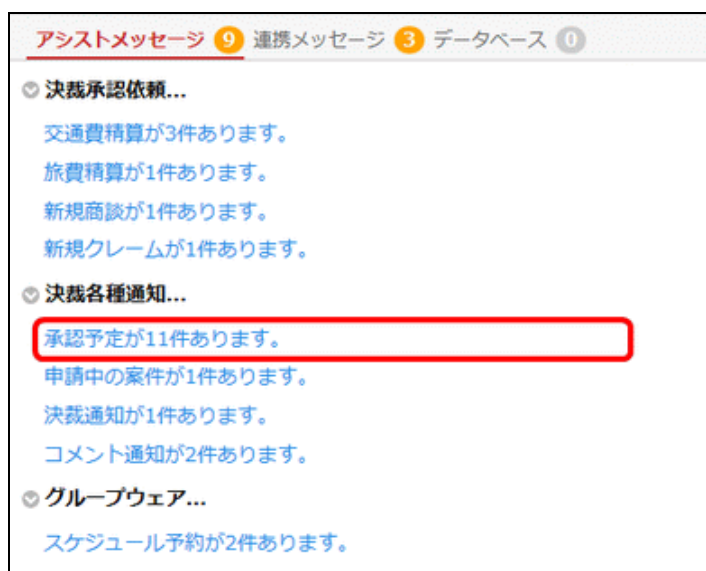 アシストメッセージ 9 連携メッセージ 3 データベース 0
決裁承認依頼...
交通費精算が3件あります。
旅費精算が1件あります。
新規商談が1件あります。
新規クレームが1件あります。
決裁各種通知...
承認予定が11件あります。
申請中の案件が1件あります。
決裁通知が1件あります。
コメント通知が2件あります。
グループウェア...
スケジュール予約が2件あります。